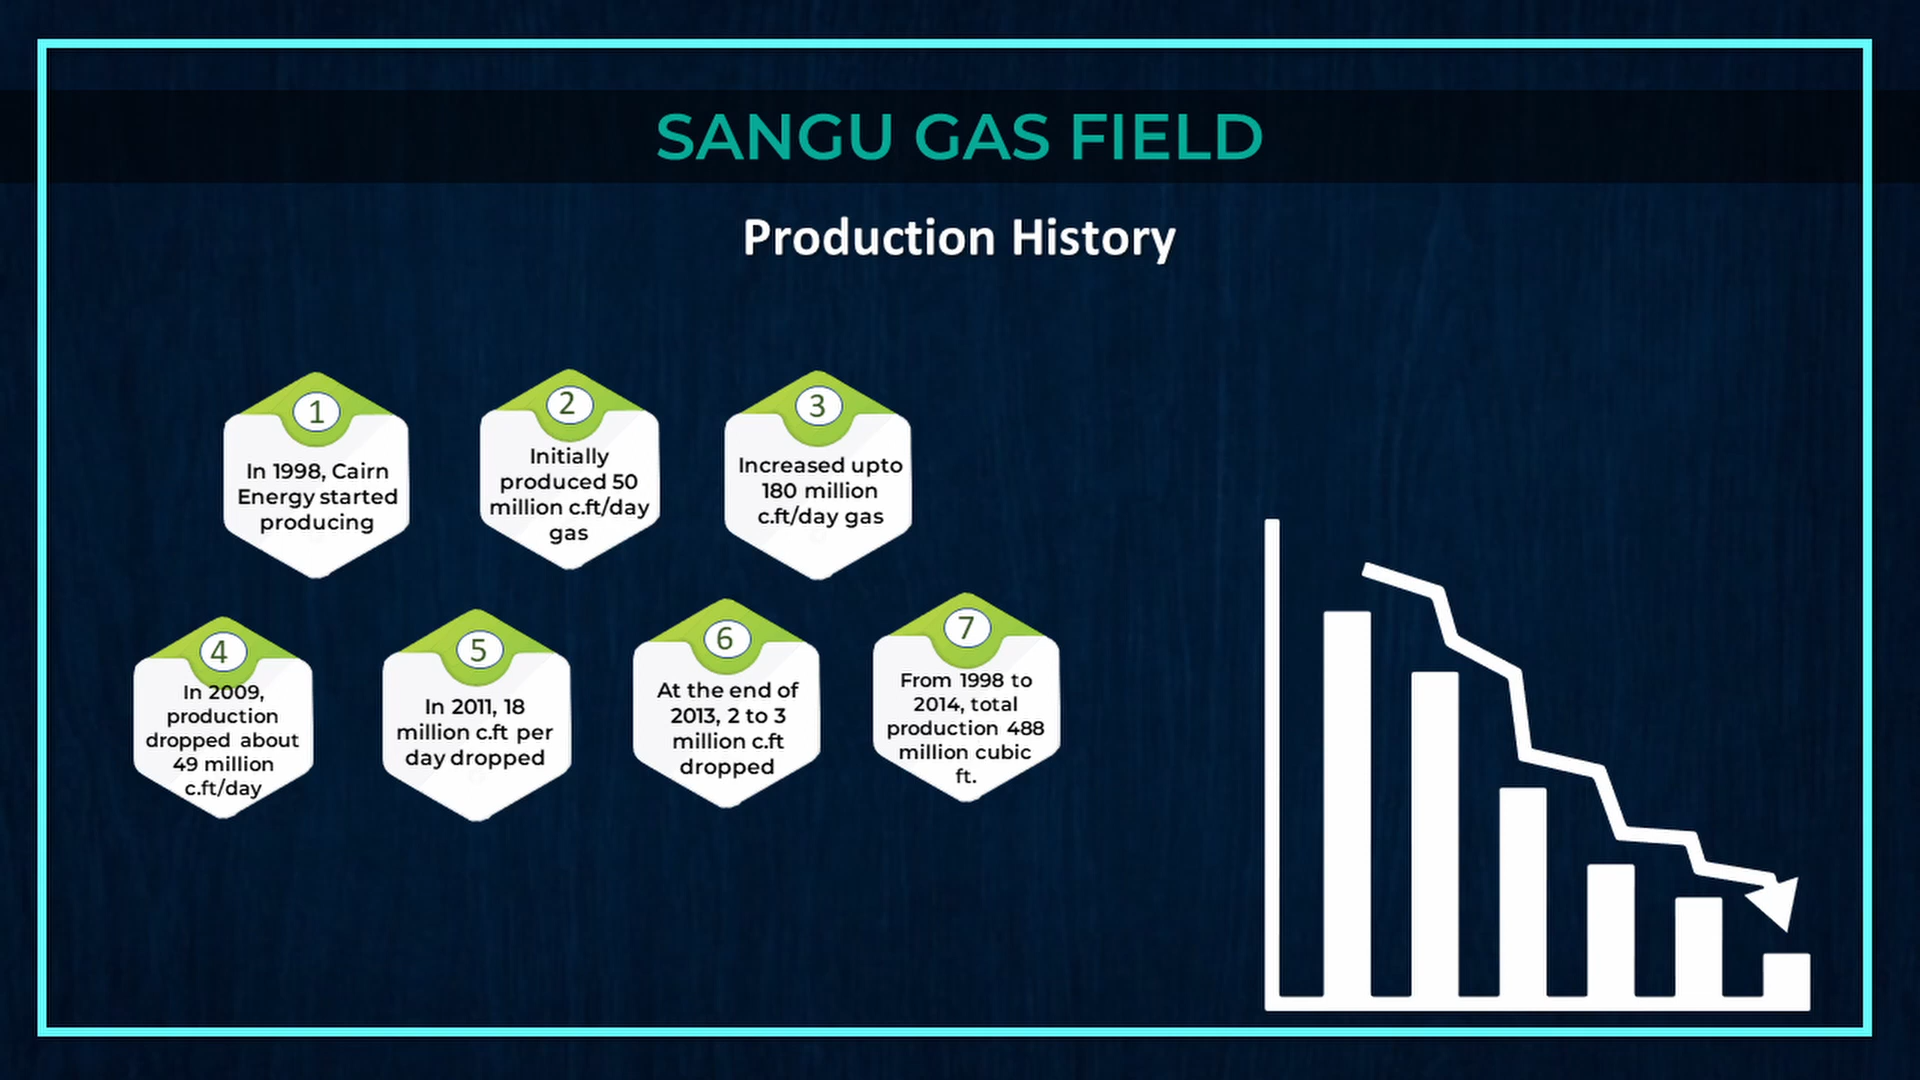 SANGU GAS FIELD
Production History
1
In 1998, Cairn
Energy started
producing
2
Initially
produced 50
million c.ft/day
gas
3
Increased upto
180 million
c.ft/day gas
4
In 2009,
production
dropped about
49 million
c.ft/day
5
In 2011, 18
million c.ft per
day dropped
6
At the end of
2013, 2 to 3
million c.ft
dropped
7
From 1998 to
2014, total
production 488
million cubic
ft.